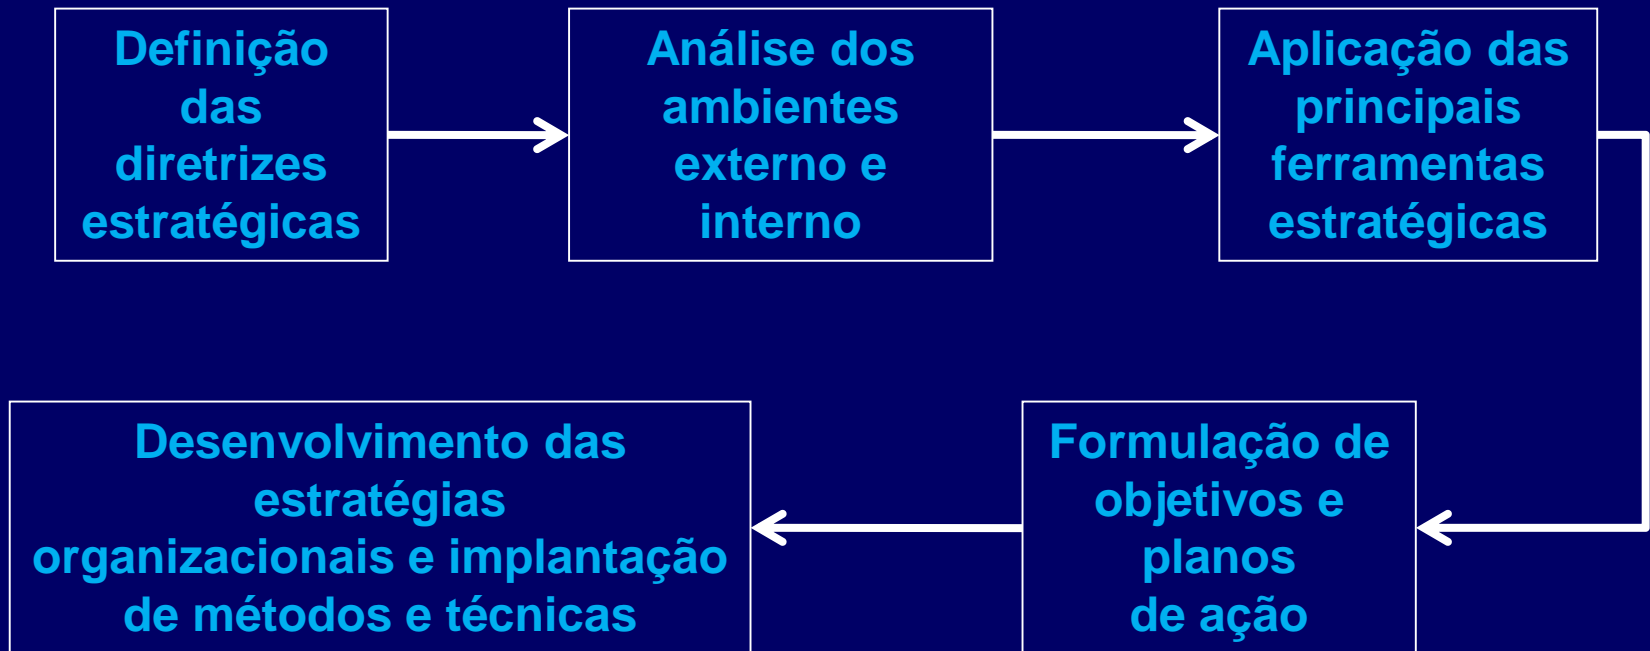 Definição
das
diretrizes
estratégicas
Análise dos
ambientes
externo e
interno
Aplicação das
principais
ferramentas
estratégicas
Formulação de
objetivos e
planos
de ação
Desenvolvimento das
estratégias
organizacionais e implantação
de métodos e técnicas